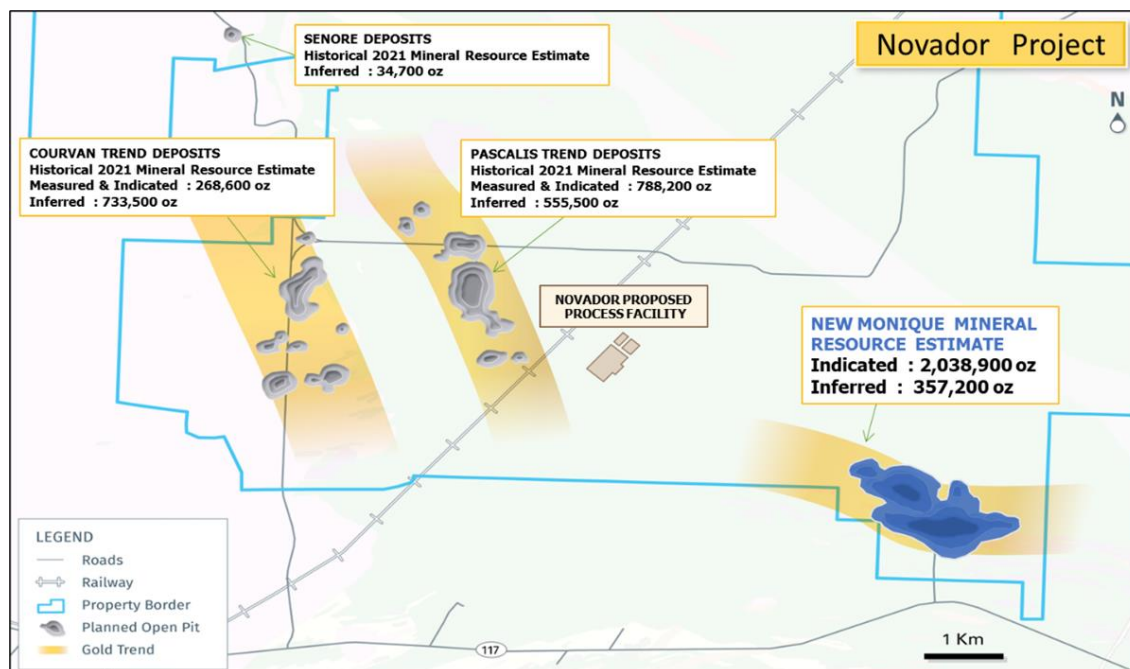 Novador Project
SENORE DEPOSITS
Historical 2021 Mineral Resource Estimate
Inferred : 34,700 oz
N
COURVAN TREND DEPOSITS
Historical 2021 Mineral Resource Estimate
Measured & Indicated : 268,600 oz
Inferred : 733,500 oz
PASCALIS TREND DEPOSITS
Historical 2021 Mineral Resource Estimate
Measured & Indicated : 788,200 oz
Inferred : 555,500 oz
NOVADOR PROPOSED
PROCESS FACILITY
NEW MONIQUE MINERAL
RESOURCE ESTIMATE
Indicated : 2,038,900 oz
Inferred : 357,200 oz
LEGEND
Roads
Railway
Property Border
Planned Open Pit
Gold Trend
117
1 Km